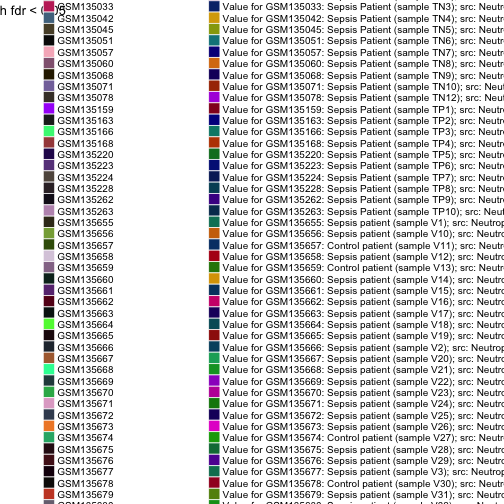 h fdr < 0.05
GSM135033 Value for GSM135033: Sepsis Patient (sample TN3); src: Neutr
GSM135042 Value for GSM135042: Sepsis Patient (sample TN4); src: Neutr
GSM135045 Value for GSM135045: Sepsis Patient (sample TN5); src: Neutr
GSM135051 Value for GSM135051: Sepsis Patient (sample TN6); src: Neutr
GSM135057 Value for GSM135057: Sepsis Patient (sample TN7); src: Neutr
GSM135060 Value for GSM135060: Sepsis Patient (sample TN8); src: Neutr
GSM135068 Value for GSM135068: Sepsis Patient (sample TN9); src: Neutr
GSM135071 Value for GSM135071: Sepsis Patient (sample TN10); src: Neut
GSM135078 Value for GSM135078: Sepsis Patient (sample TN12); src: Neut
GSM135159 Value for GSM135159: Sepsis Patient (sample TP1); src: Neutr
GSM135163 Value for GSM135163: Sepsis Patient (sample TP2); src: Neutr
GSM135166 Value for GSM135166: Sepsis Patient (sample TP3); src: Neutr
GSM135168 Value for GSM135168: Sepsis Patient (sample TP4); src: Neutr
GSM135220 Value for GSM135220: Sepsis Patient (sample TP5); src: Neutr
GSM135223 Value for GSM135223: Sepsis Patient (sample TP6); src: Neutr
GSM135224 Value for GSM135224: Sepsis Patient (sample TP7); src: Neutr
GSM135228 Value for GSM135228: Sepsis Patient (sample TP8); src: Neutr
GSM135262 Value for GSM135262: Sepsis Patient (sample TP9); src: Neutr
GSM135263 Value for GSM135263: Sepsis Patient (sample TP10); src: Neut
GSM135655 Value for GSM135655: Sepsis patient (sample V1); src: Neutrop
GSM135656 Value for GSM135656: Sepsis patient (sample V10); src: Neutro
GSM135657 Value for GSM135657: Control patient (sample V11); src: Neutr
GSM135658 Value for GSM135658: Sepsis patient (sample V12); src: Neutro
GSM135659 Value for GSM135659: Control patient (sample V13); src: Neutr
GSM135660 Value for GSM135660: Sepsis patient (sample V14); src: Neutro
GSM135661 Value for GSM135661: Sepsis patient (sample V15); src: Neutro
GSM135662 Value for GSM135662: Sepsis patient (sample V16); src: Neutro
GSM135663 Value for GSM135663: Sepsis patient (sample V17); src: Neutro
GSM135664 Value for GSM135664: Sepsis patient (sample V18); src: Neutro
GSM135665 Value for GSM135665: Sepsis patient (sample V19); src: Neutro
GSM135666 Value for GSM135666: Sepsis patient (sample V2); src: Neutrop
GSM135667 Value for GSM135667: Sepsis patient (sample V20); src: Neutro
GSM135668 Value for GSM135668: Sepsis patient (sample V21); src: Neutro
GSM135669 Value for GSM135669: Sepsis patient (sample V22); src: Neutro
GSM135670 Value for GSM135670: Sepsis patient (sample V23); src: Neutro
GSM135671 Value for GSM135671: Sepsis patient (sample V24); src: Neutro
GSM135672 Value for GSM135672: Sepsis patient (sample V25); src: Neutro
GSM135673 Value for GSM135673: Sepsis patient (sample V26); src: Neutro
GSM135674 Value for GSM135674: Control patient (sample V27); src: Neutr
GSM135675 Value for GSM135675: Sepsis patient (sample V28); src: Neutro
GSM135676 Value for GSM135676: Sepsis patient (sample V29); src: Neutro
GSM135677 Value for GSM135677: Sepsis patient (sample V3); src: Neutrop
GSM135678 Value for GSM135678: Control patient (sample V30); src: Neutr
GSM135679 Value for GSM135679: Sepsis patient (sample V31); src: Neutro